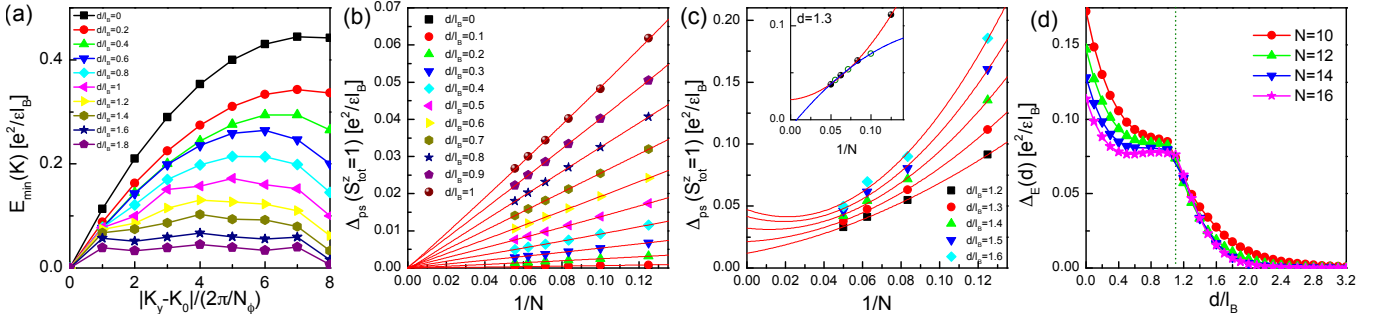 (a)
E_min(K) [e²/εl_B]
0.4
0.2
0.0
d/l_B=0
d/l_B=0.2
d/l_B=0.4
d/l_B=0.6
d/l_B=0.8
d/l_B=1
d/l_B=1.2
d/l_B=1.4
d/l_B=1.6
d/l_B=1.8
0 2 4 6 8
|K_y-K_0|/(2π/N_ϕ)
(b)
Δ_ps(S^z_tot=1) [e²/εl_B]
0.07
0.06
0.05
0.04
0.03
0.02
0.01
0.00
d/l_B=0
d/l_B=0.1
d/l_B=0.2
d/l_B=0.3
d/l_B=0.4
d/l_B=0.5
d/l_B=0.6
d/l_B=0.7
d/l_B=0.8
d/l_B=0.9
d/l_B=1
0.00 0.02 0.04 0.06 0.08 0.10 0.12
1/N
(c)
Δ_ps(S^z_tot=1) [e²/εl_B]
0.20
0.15
0.10
0.05
0.00
d=1.3
0.1
0.0
0.00 0.05 0.10 0.15
1/N
d/l_B=1.2
d/l_B=1.3
d/l_B=1.4
d/l_B=1.5
d/l_B=1.6
0.00 0.02 0.04 0.06 0.08 0.10 0.12
1/N
(d)
Δ_E(d) [e²/εl_B]
0.15
0.10
0.05
0.00
N=10
N=12
N=14
N=16
0.0 0.4 0.8 1.2 1.6 2.0 2.4 2.8 3.2
d/l_B